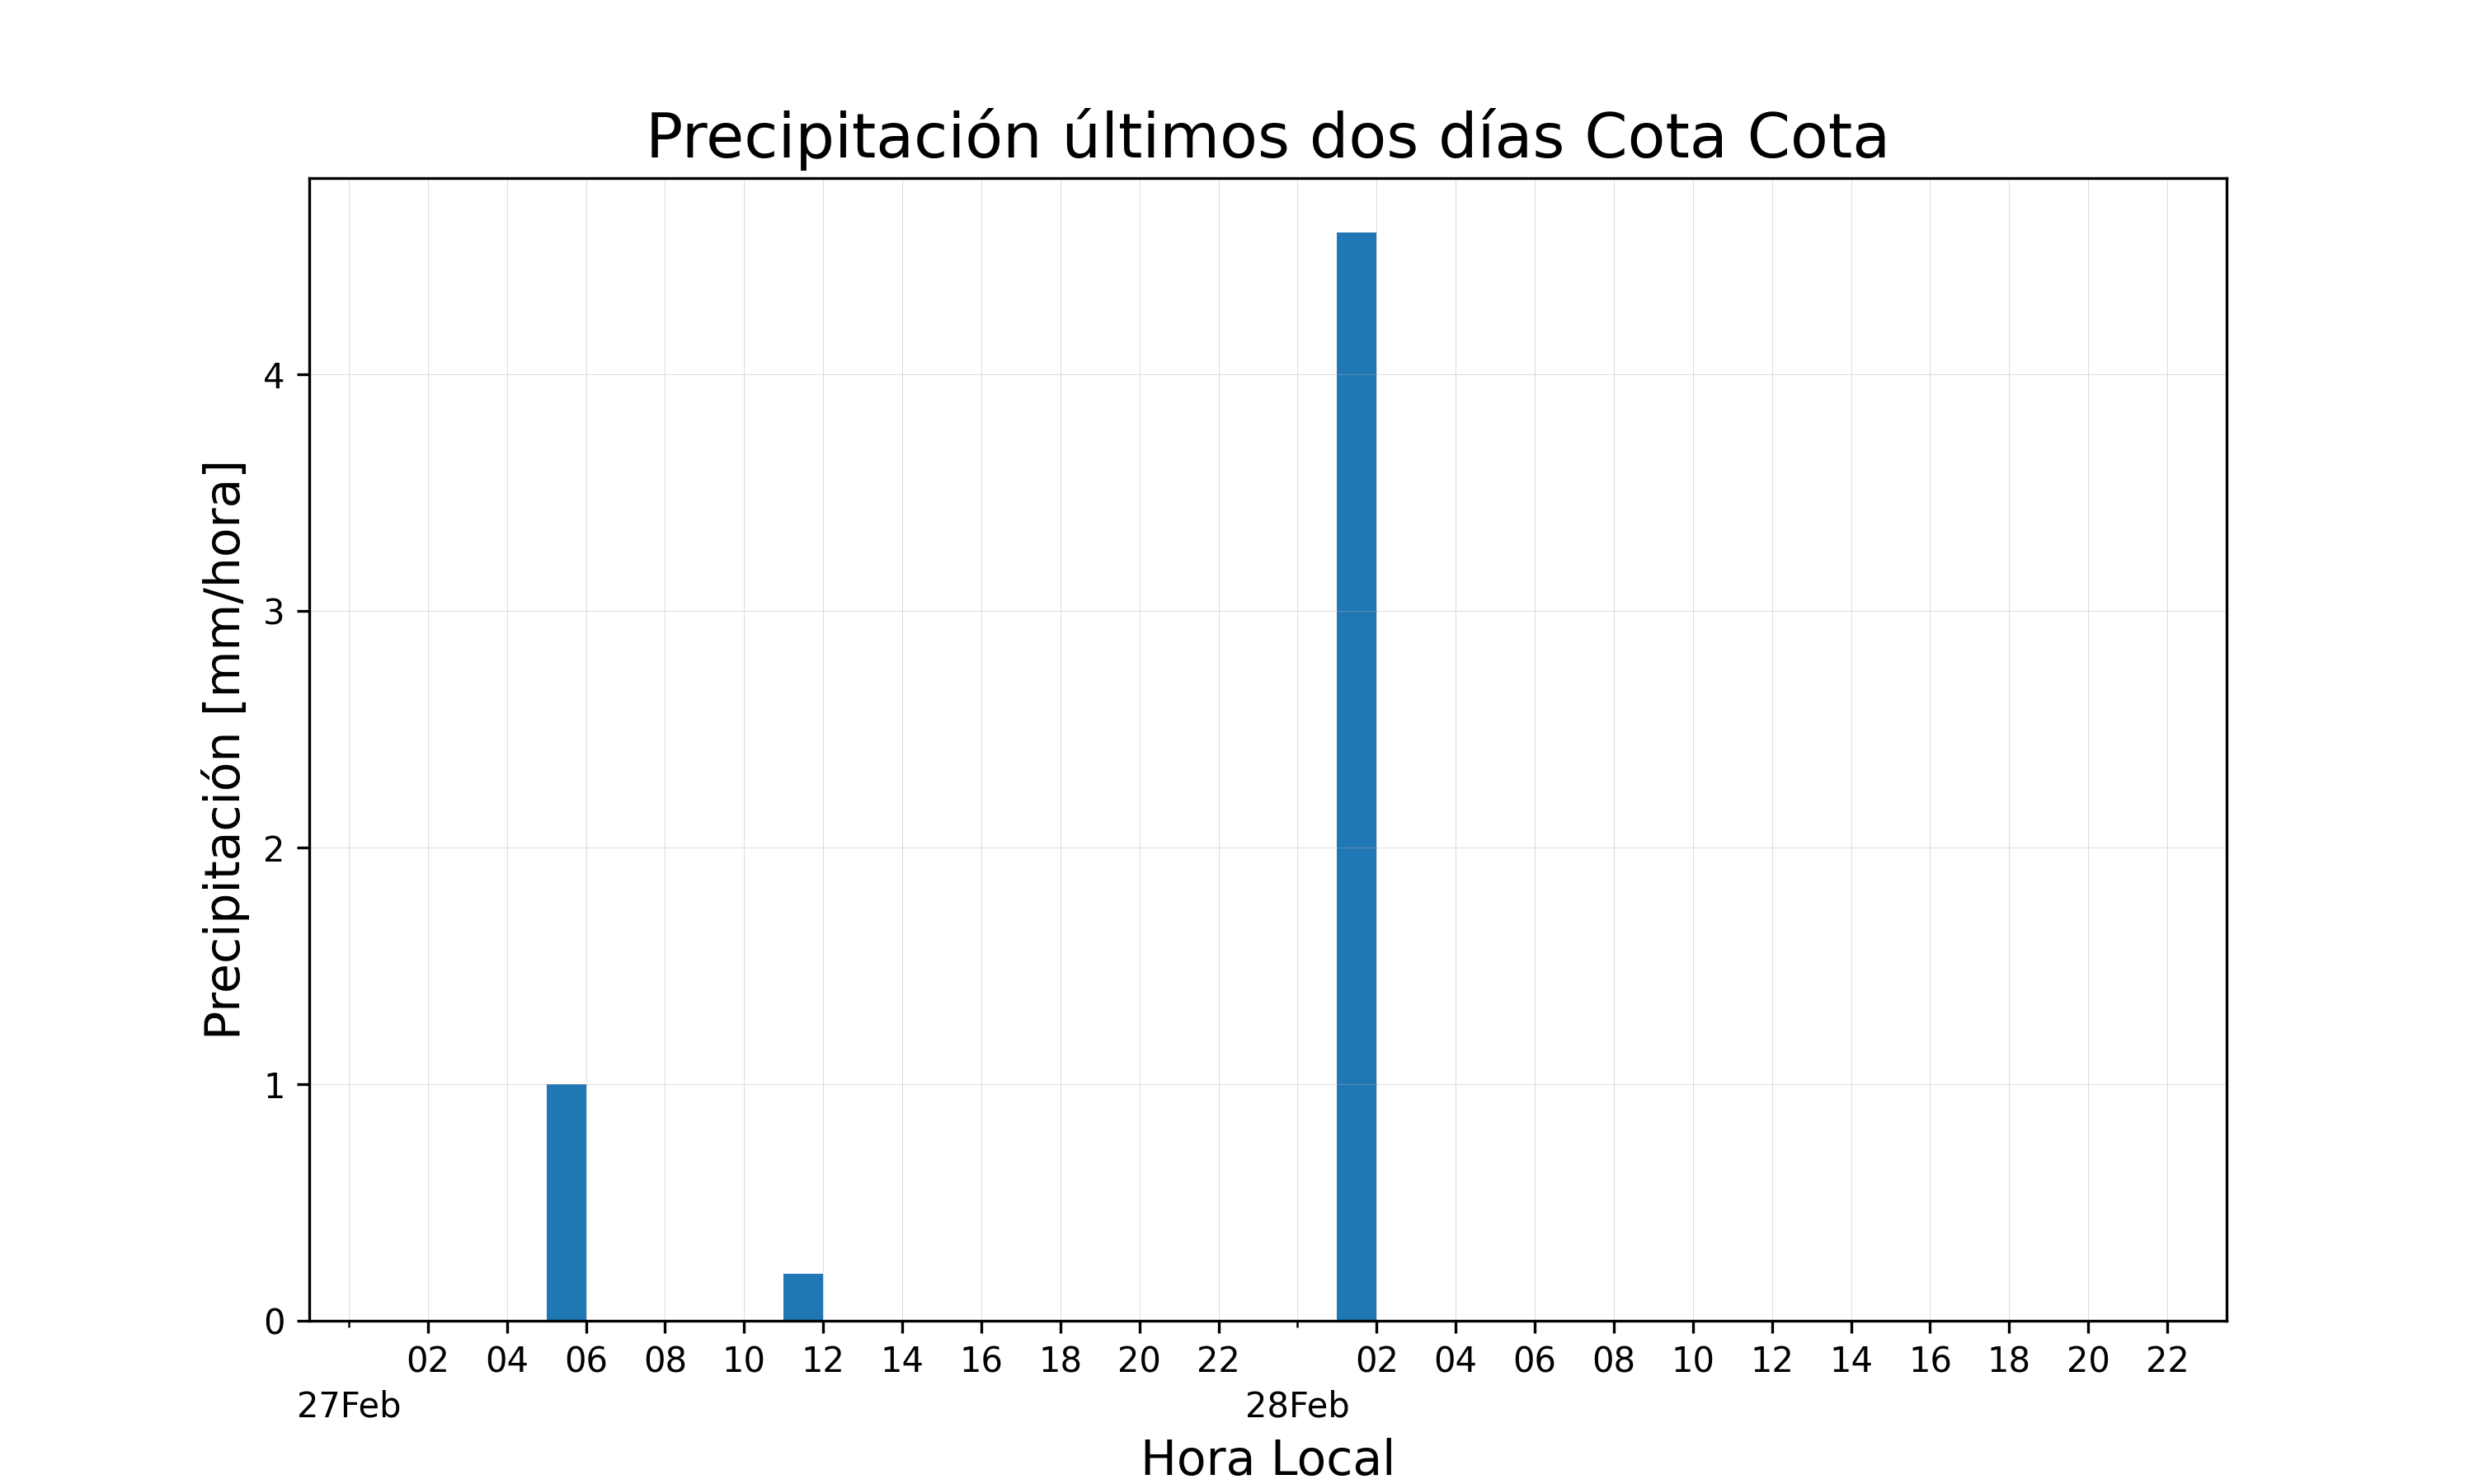 Precipitación últimos dos días Cota Cota
Precipitación [mm/hora]
4
3
2
1
0
02 04 06 08 10 12 14 16 18 20 22 02 04 06 08 10 12 14 16 18 20 22
27Feb 28Feb
Hora Local